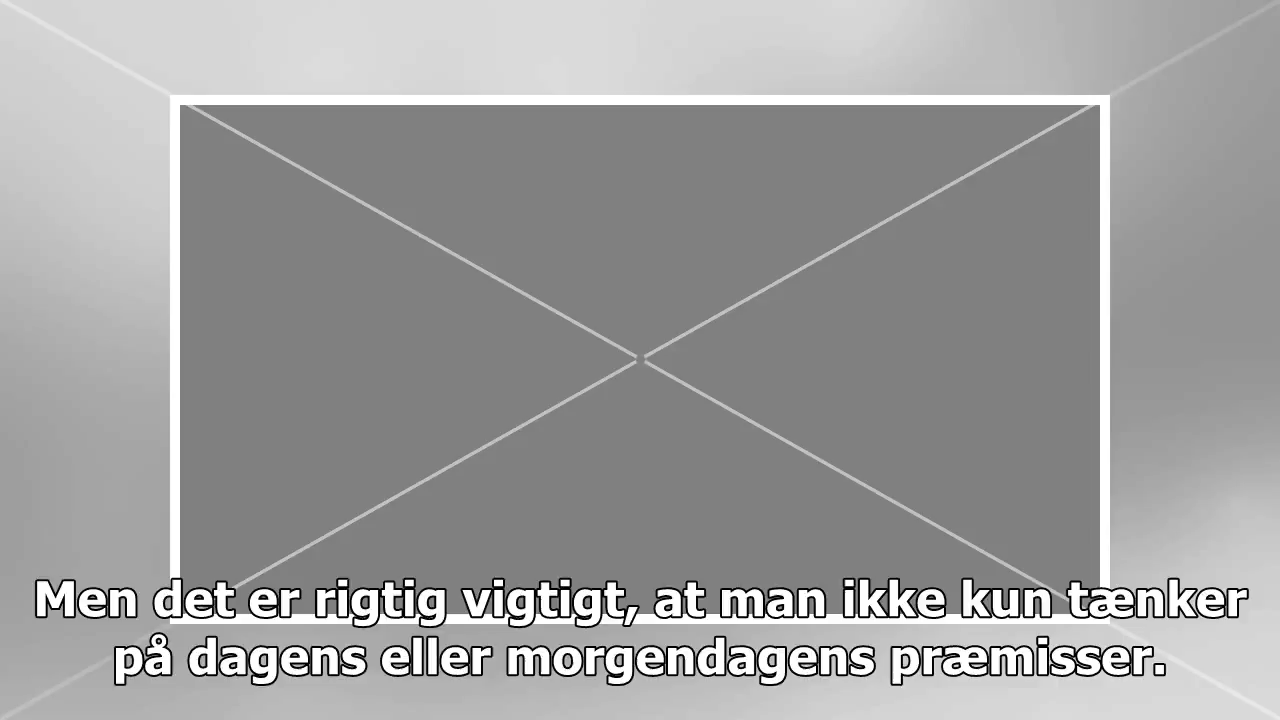 Men det er rigtig vigtigt, at man ikke kun tænker
på dagens eller morgendagens præmisser.